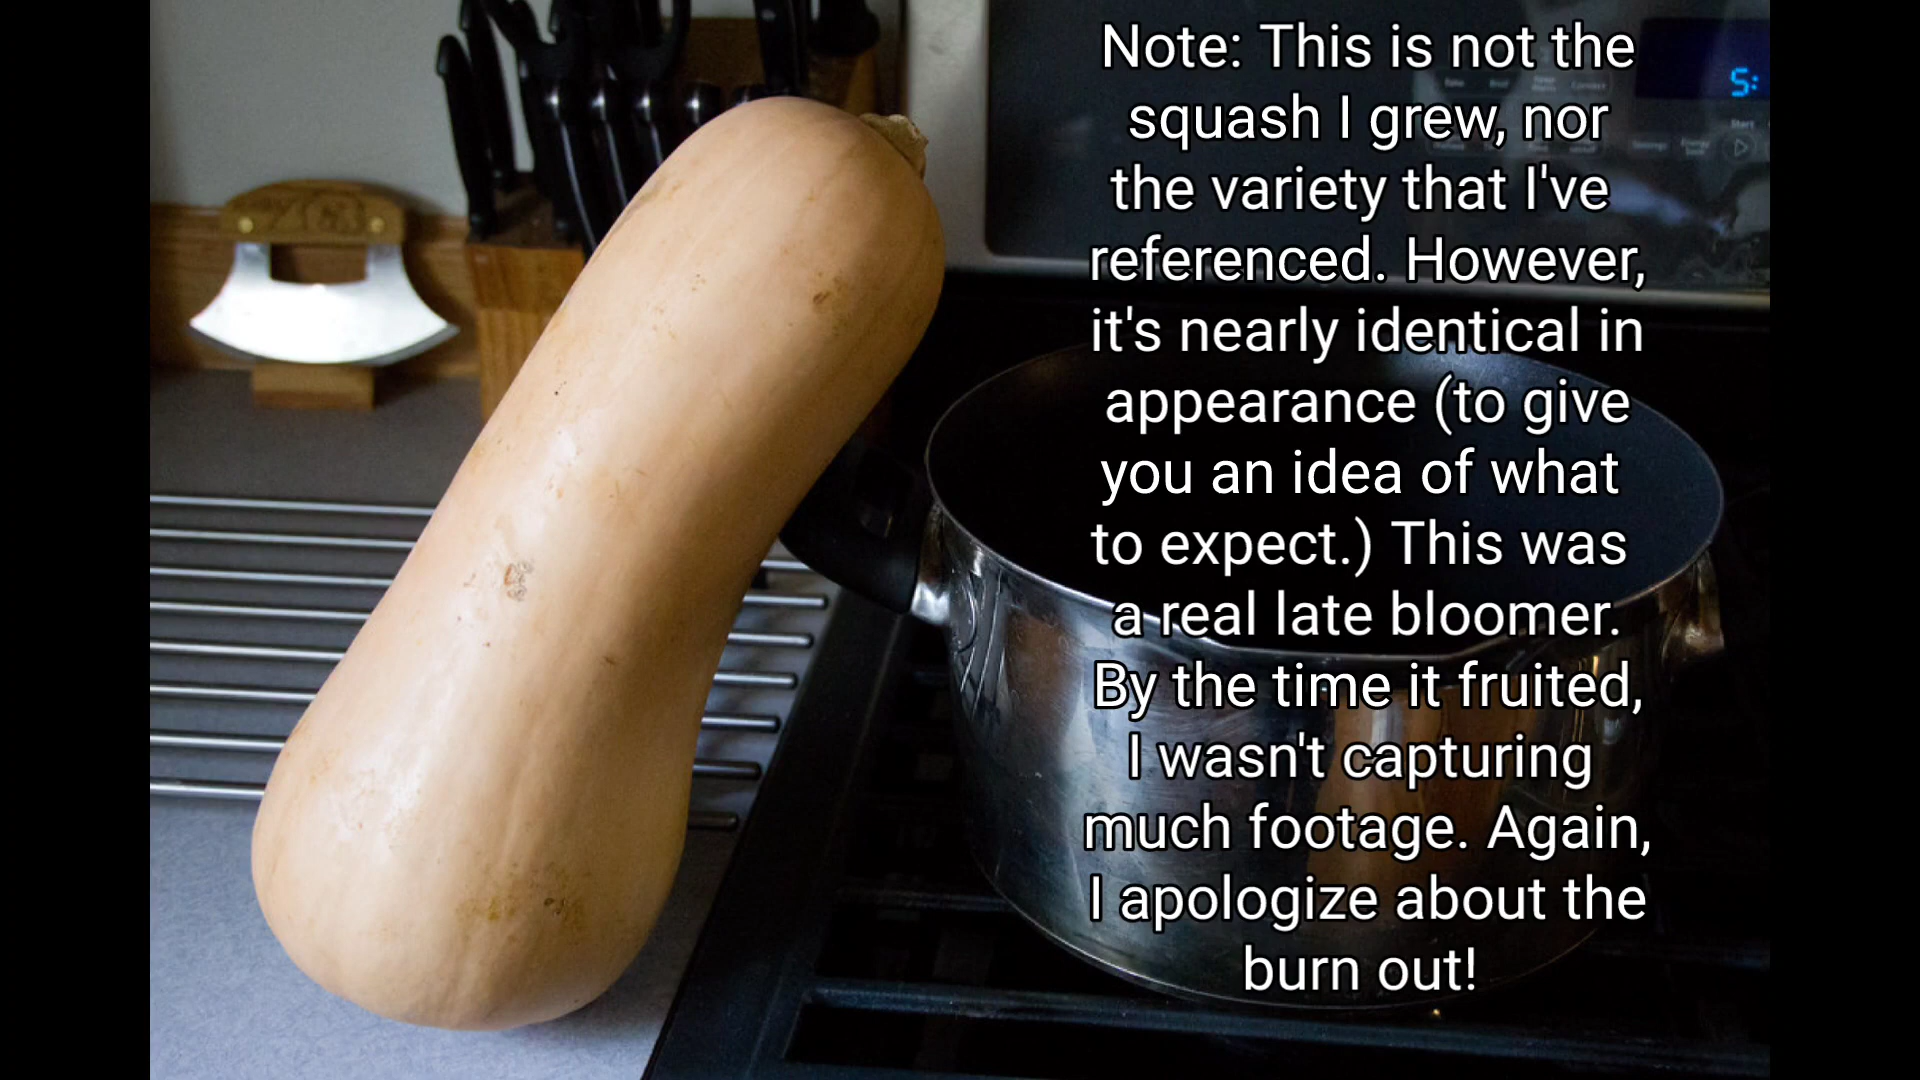 Note: This is not the
squash I grew, nor
the variety that I've
referenced. However,
it's nearly identical in
appearance (to give
you an idea of what
to expect.) This was
a real late bloomer.
By the time it fruited,
I wasn't capturing
much footage. Again,
I apologize about the
burn out!
5:
Start